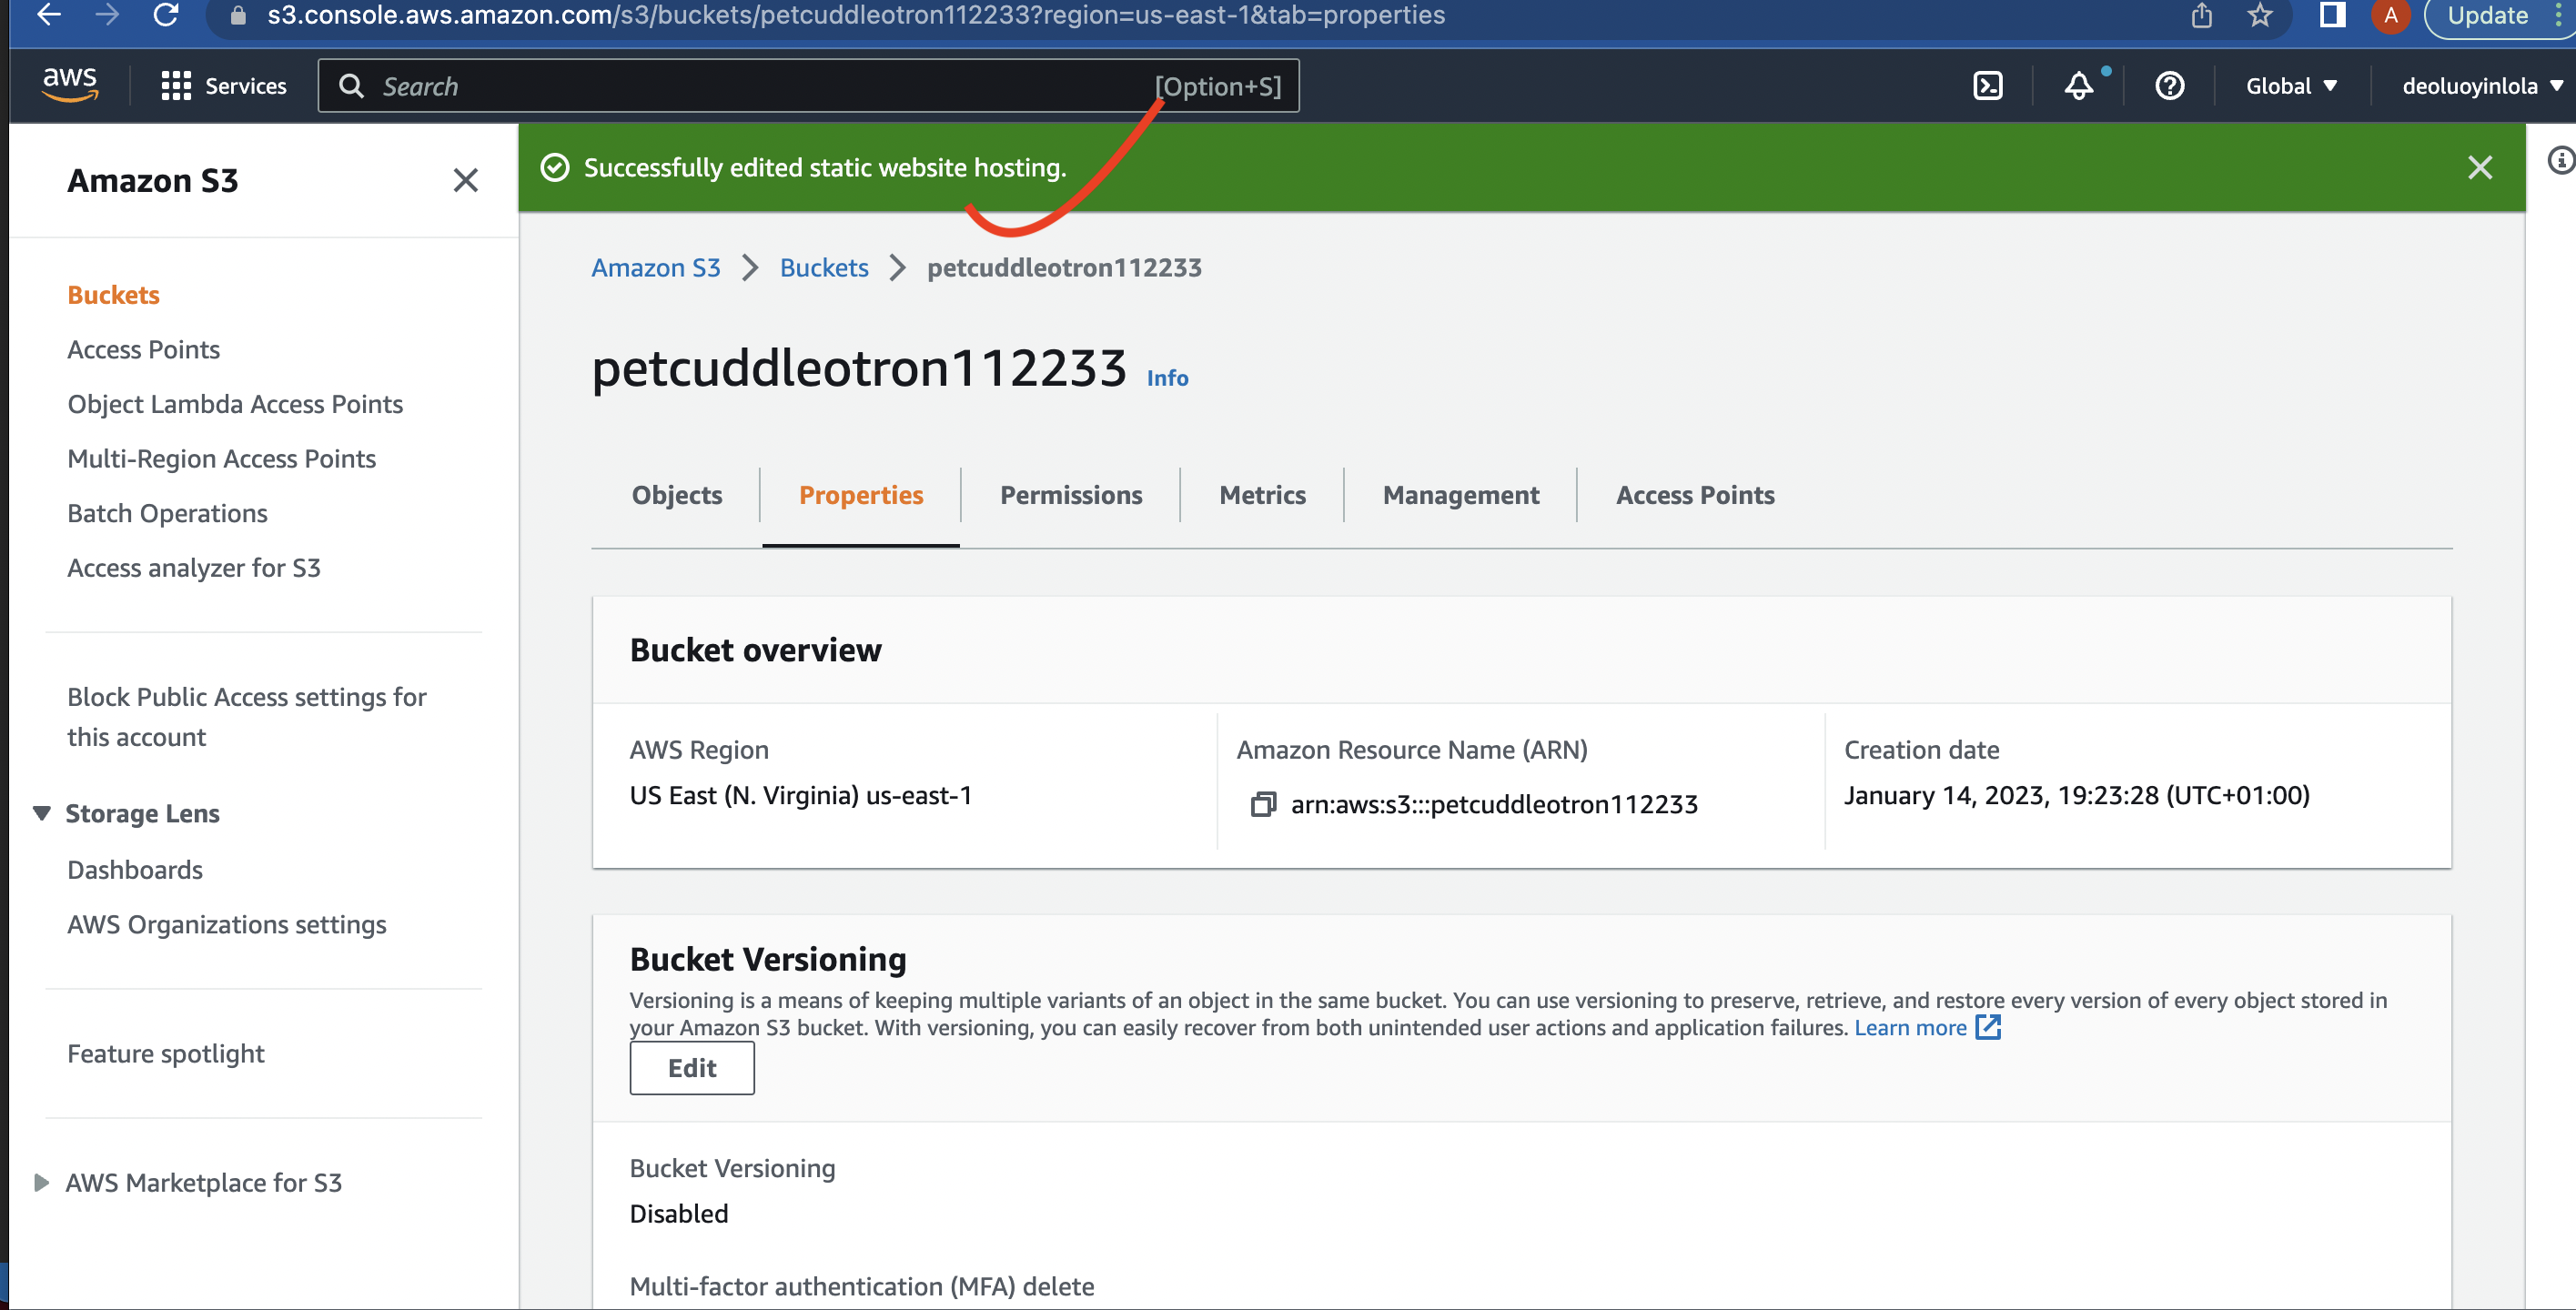 s3.console.aws.amazon.com/s3/buckets/petcuddleotron112233?region=us-east-1&tab=properties
A
Update
aws
Services
Search
[Option+S]
Global
deoluoyinlola
Amazon S3
Successfully edited static website hosting.
Amazon S3 > Buckets > petcuddleotron112233
Buckets
Access Points
Object Lambda Access Points
Multi-Region Access Points
Batch Operations
Access analyzer for S3
Block Public Access settings for
this account
Storage Lens
Dashboards
AWS Organizations settings
Feature spotlight
AWS Marketplace for S3
petcuddleotron112233 Info
Objects
Properties
Permissions
Metrics
Management
Access Points
Bucket overview
AWS Region
US East (N. Virginia) us-east-1
Amazon Resource Name (ARN)
arn:aws:s3:::petcuddleotron112233
Creation date
January 14, 2023, 19:23:28 (UTC+01:00)
Bucket Versioning
Versioning is a means of keeping multiple variants of an object in the same bucket. You can use versioning to preserve, retrieve, and restore every version of every object stored in
your Amazon S3 bucket. With versioning, you can easily recover from both unintended user actions and application failures. Learn more
Edit
Bucket Versioning
Disabled
Multi-factor authentication (MFA) delete